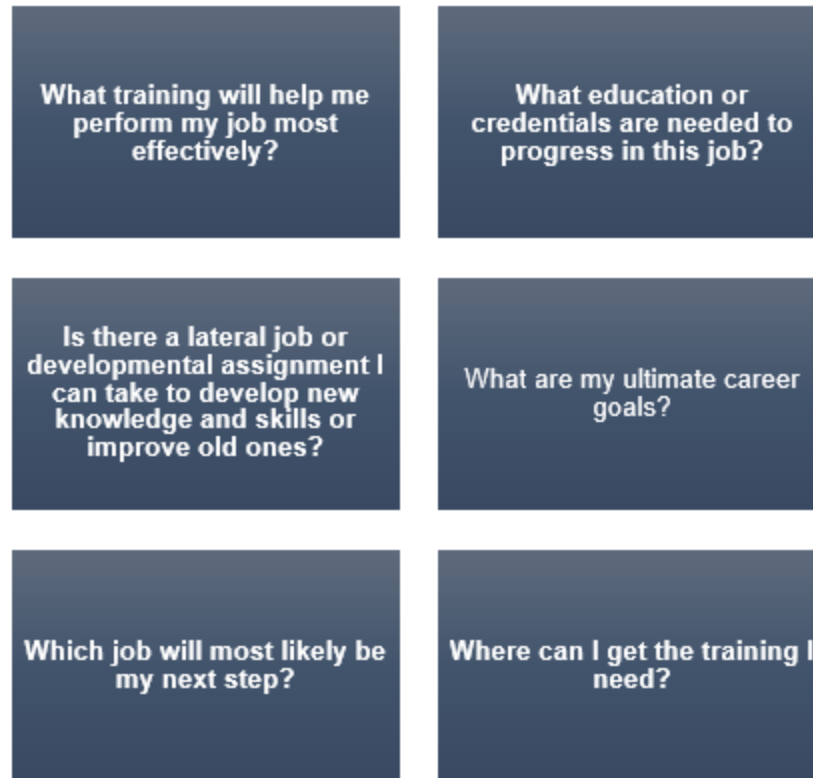 What training will help me
perform my job most
effectively?
What education or
credentials are needed to
progress in this job?
Is there a lateral job or
developmental assignment I
can take to develop new
knowledge and skills or
improve old ones?
What are my ultimate career
goals?
Which job will most likely be
my next step?
Where can I get the training I
need?